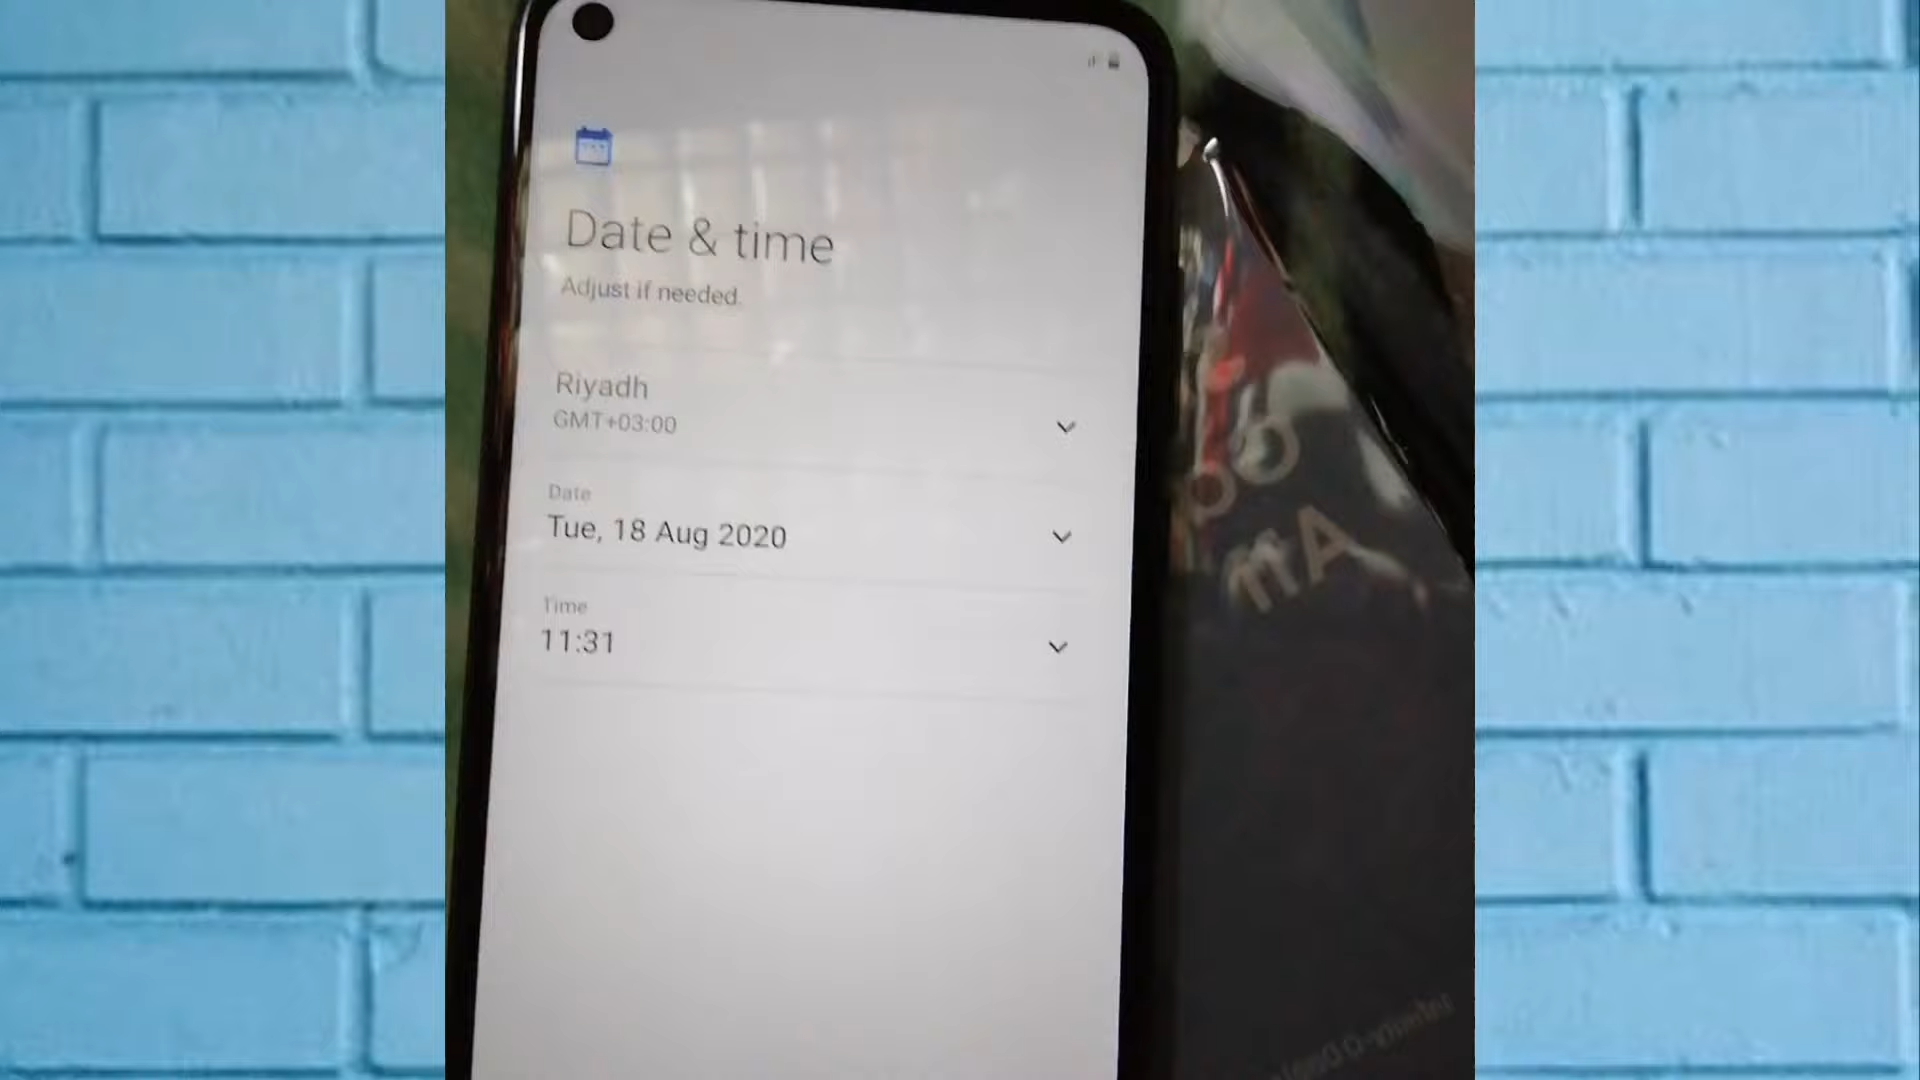 Date & time
Adjust if needed.
Riyadh
GMT+03:00
Date
Tue, 18 Aug 2020
Time
11:31